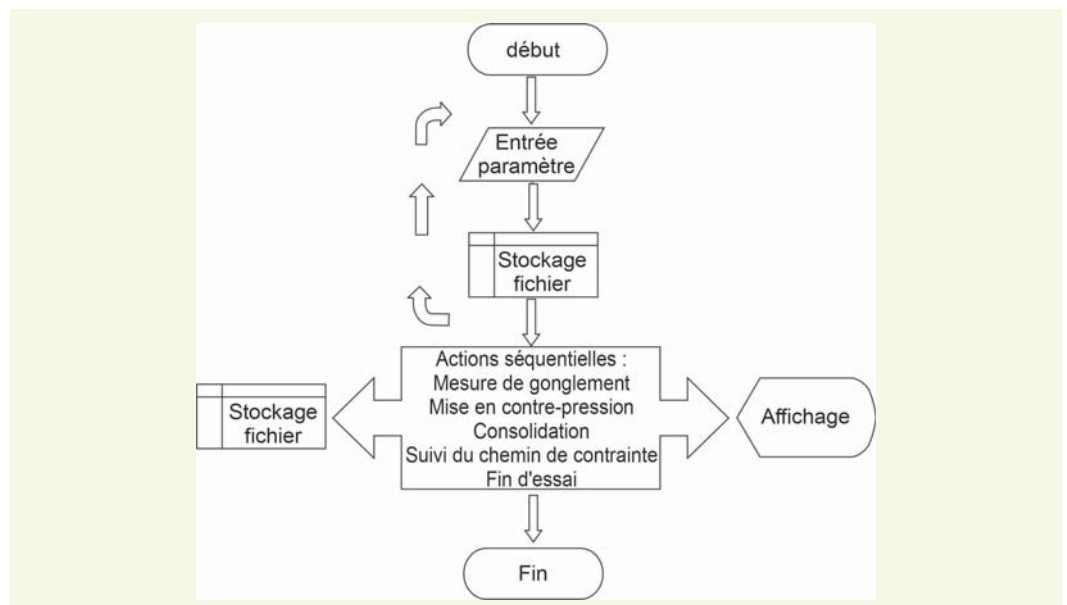 début
Entrée
paramètre
Stockage
fichier
Actions séquentielles :
Mesure de gonglement
Mise en contre-pression
Consolidation
Suivi du chemin de contrainte
Fin d'essai
Stockage
fichier
Affichage
Fin